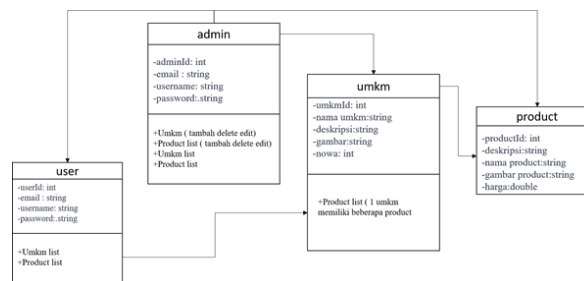 admin
-adminId: int
-email : string
-username: string
-password:.string
+Umkm ( tambah delete edit)
+Product list ( tambah delete edit)
+Umkm list
+Product list
umkm
-umkmId: int
-nama umkm:string
-deskripsi:string
-gambar:string
-nowa: int
+Product list ( 1 umkm
memiliki beberapa product
product
-productId: int
-deskripsi:string
-nama product:string
-gambar product:string
-harga:double
user
-userId: int
-email : string
-username: string
-password:.string
+Umkm list
+Product list